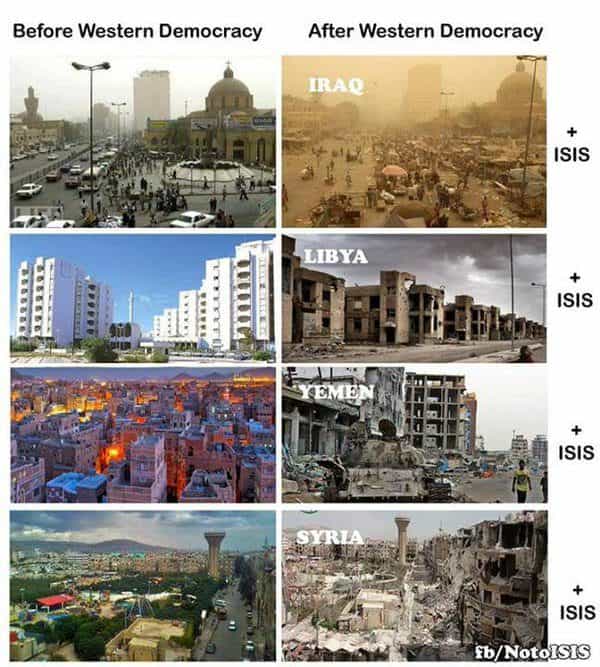 Before Western Democracy
After Western Democracy
IRAQ
+
ISIS
LIBYA
+
ISIS
YEMEN
+
ISIS
SYRIA
+
ISIS
fb/NotoISIS